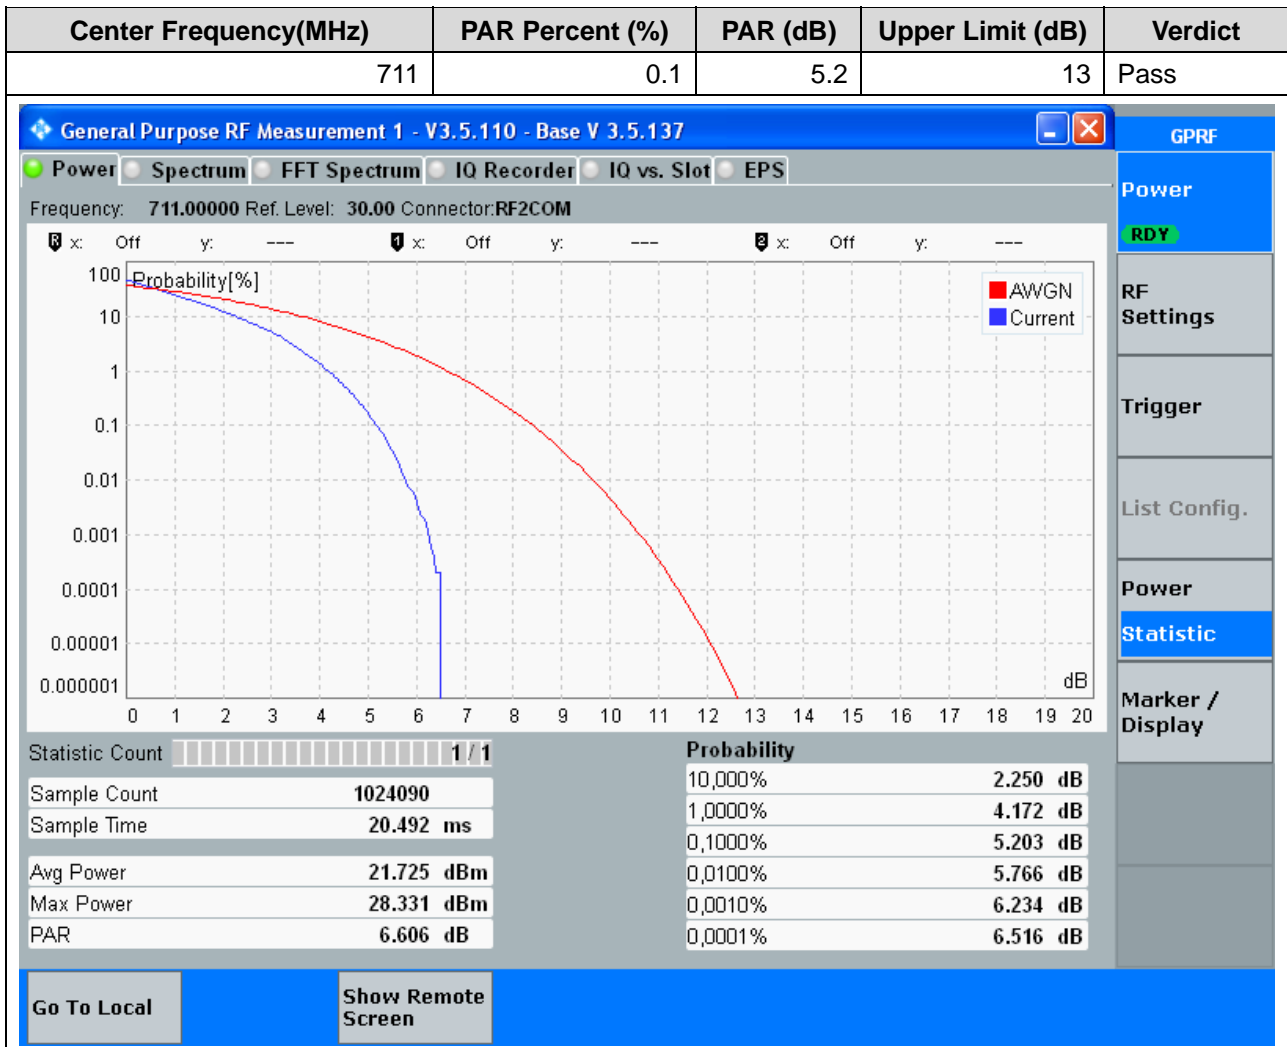 Center Frequency(MHz) PAR Percent (%) PAR (dB) Upper Limit (dB) Verdict
711 0.1 5.2 13 Pass
General Purpose RF Measurement 1 - V3.5.110 - Base V 3.5.137
GPRF
Power Spectrum FFT Spectrum IQ Recorder IQ vs. Slot EPS
Frequency: 711.00000 Ref. Level: 30.00 Connector:RF2COM
Power
RDY
R x: Off y: --- 1 x: Off y: --- 2 x: Off y: ---
Probability[%]
AWGN
Current
100
10
1
0.1
0.01
0.001
0.0001
0.00001
0.000001
dB
0 1 2 3 4 5 6 7 8 9 10 11 12 13 14 15 16 17 18 19 20
RF
Settings
Trigger
List Config.
Power
Statistic
Marker /
Display
Statistic Count 1 / 1
Sample Count 1024090
Sample Time 20.492 ms
Avg Power 21.725 dBm
Max Power 28.331 dBm
PAR 6.606 dB
Probability
10,000% 2.250 dB
1,0000% 4.172 dB
0,1000% 5.203 dB
0,0100% 5.766 dB
0,0010% 6.234 dB
0,0001% 6.516 dB
Go To Local
Show Remote
Screen